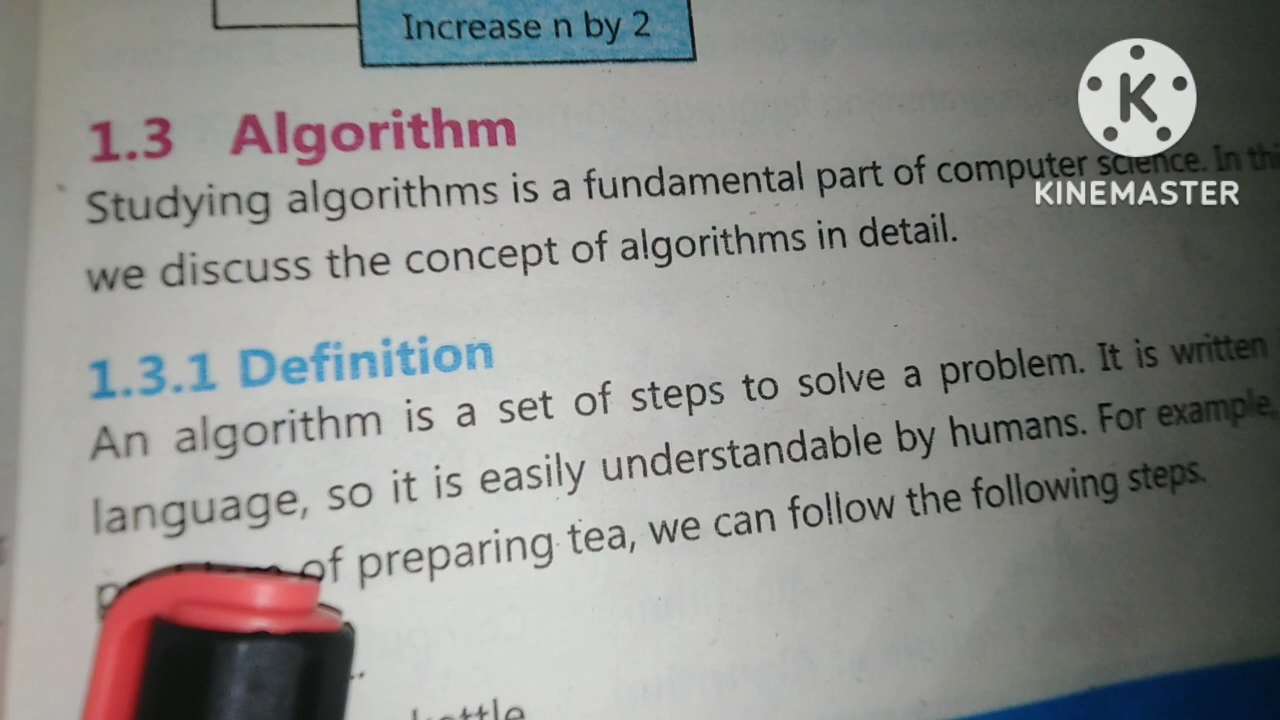 Increase n by 2
1.3 Algorithm
Studying algorithms is a fundamental part of computer science. In
we discuss the concept of algorithms in detail.
1.3.1 Definition
An algorithm is a set of steps to solve a problem. It is written
language, so it is easily understandable by humans. For example,
of preparing tea, we can follow the following steps.
kettle
K
KINEMASTER